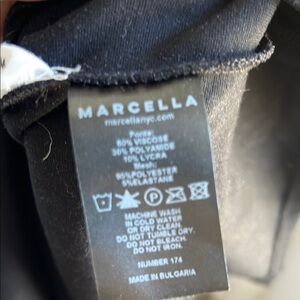 MARCELLA
marcellanyc.com
Ponte:
60% VISCOSE
30% POLYAMIDE
10% LYCRA
Mesh:
95%POLYESTER
5%ELASTANE
P
MACHINE WASH
IN COLD WATER
OR DRY CLEAN.
DO NOT TUMBLE DRY.
DO NOT BLEACH.
DO NOT IRON.
NUMBER 174
MADE IN BULGARIA